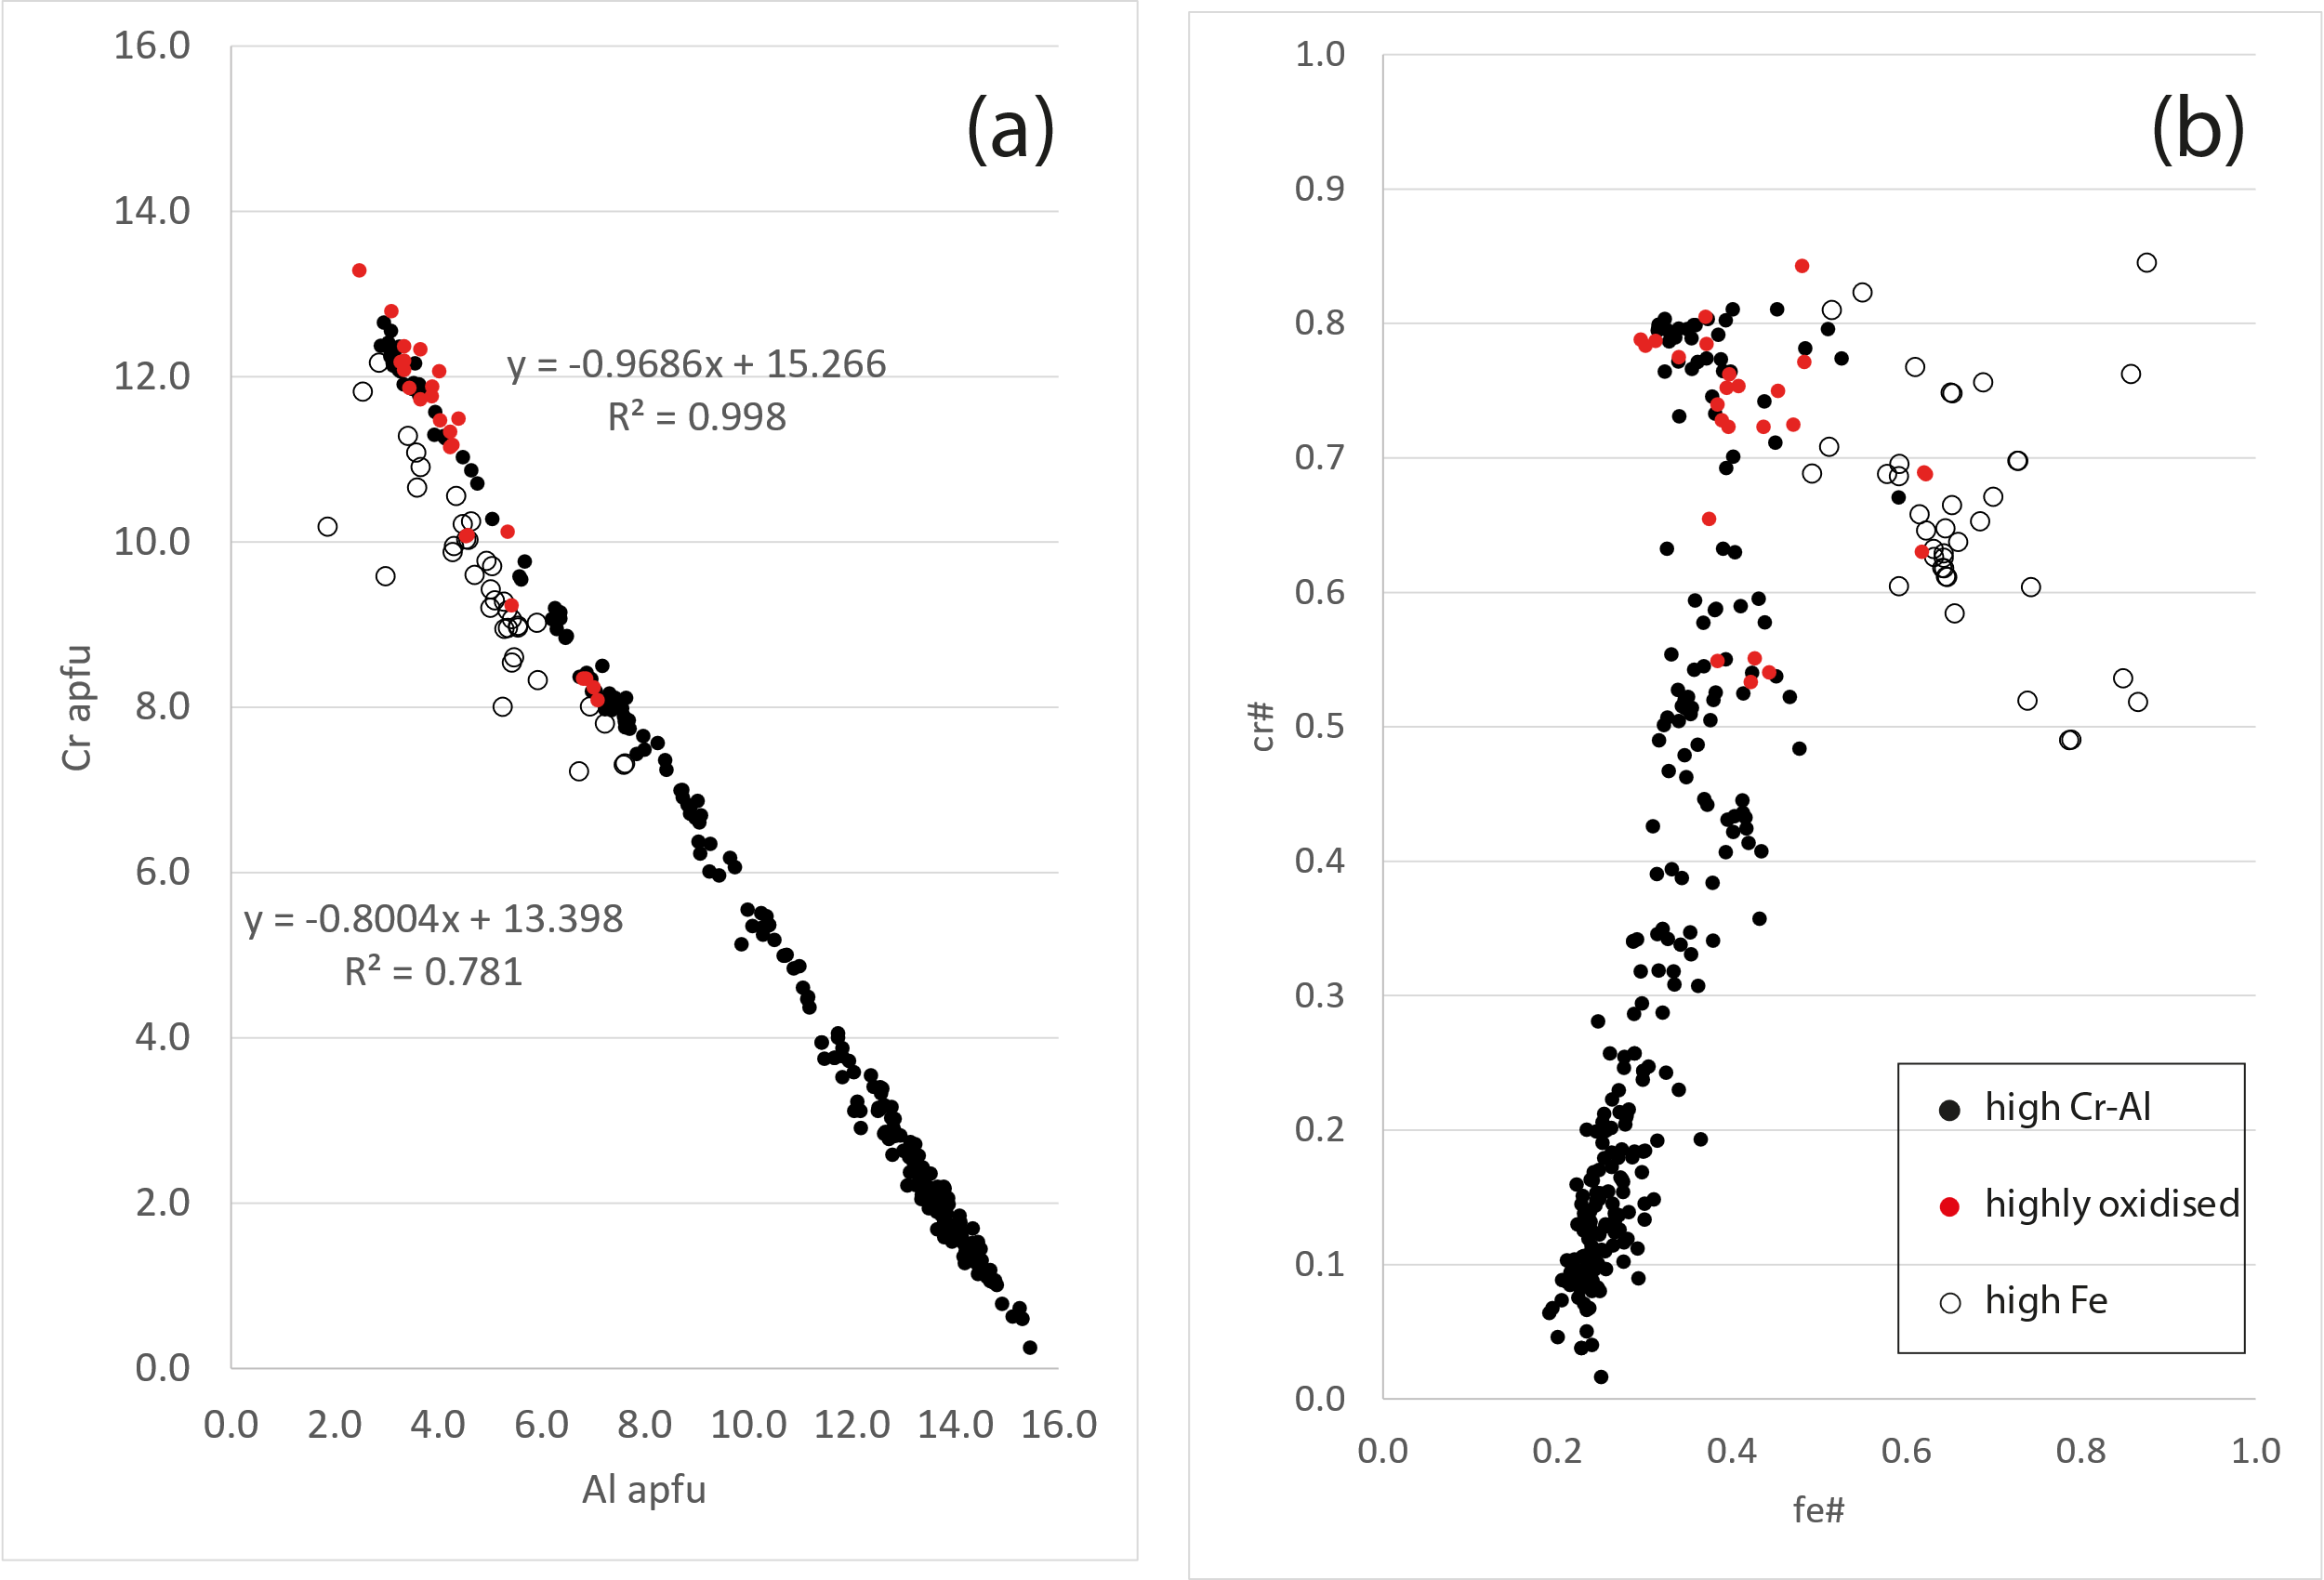 (a)
16.0
14.0
12.0
10.0
8.0
6.0
4.0
2.0
0.0
Cr apfu
y = -0.9686x + 15.266
R² = 0.998
y = -0.8004x + 13.398
R² = 0.781
0.0 2.0 4.0 6.0 8.0 10.0 12.0 14.0 16.0
Al apfu
(b)
1.0
0.9
0.8
0.7
0.6
0.5
0.4
0.3
0.2
0.1
0.0
cr#
high Cr-Al
highly oxidised
high Fe
0.0 0.2 0.4 0.6 0.8 1.0
fe#